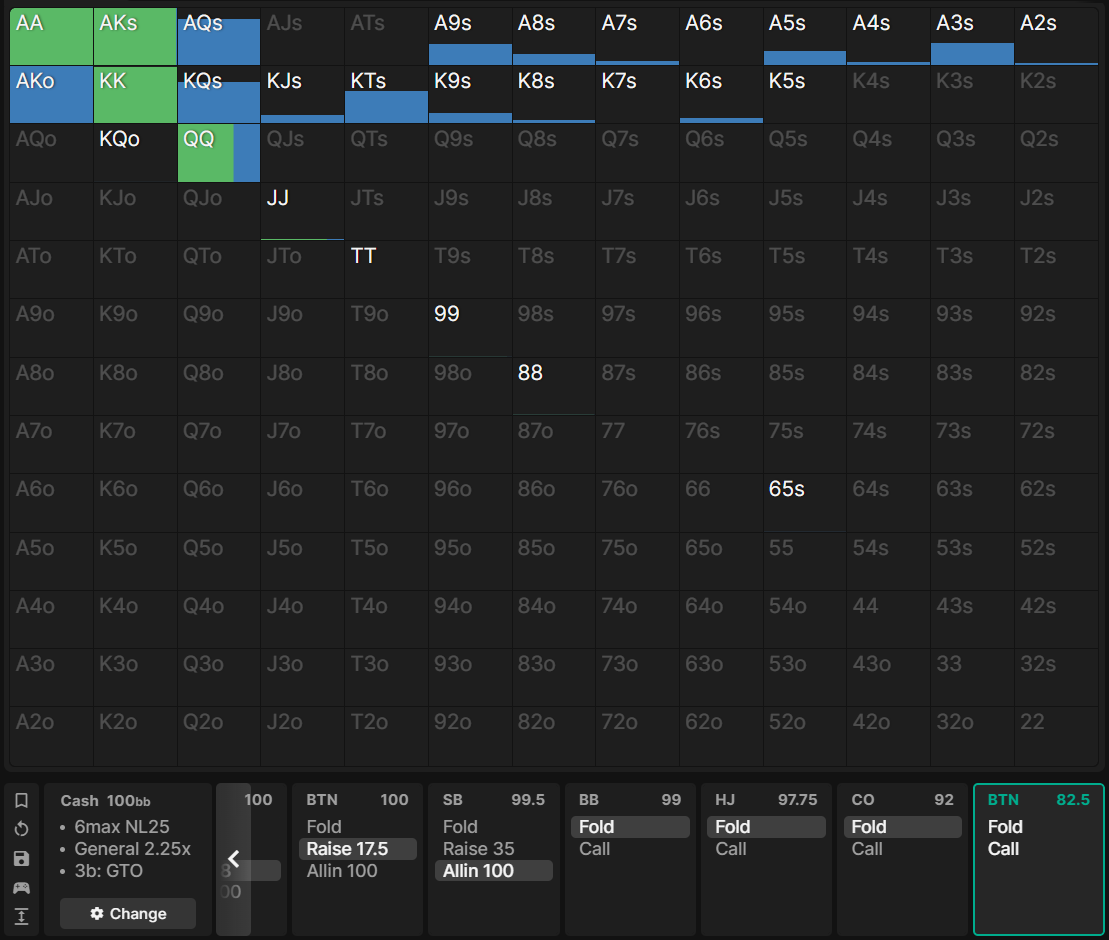 AA AKs AQs AJs ATs A9s A8s A7s A6s A5s A4s A3s A2s
AKo KK KQs KJs KTs K9s K8s K7s K6s K5s K4s K3s K2s
AQo KQo QQ QJs QTs Q9s Q8s Q7s Q6s Q5s Q4s Q3s Q2s
AJo KJo QJo JJ JTs J9s J8s J7s J6s J5s J4s J3s J2s
ATo KTo QTo JTo TT T9s T8s T7s T6s T5s T4s T3s T2s
A9o K9o Q9o J9o T9o 99 98s 97s 96s 95s 94s 93s 92s
A8o K8o Q8o J8o T8o 98o 88 87s 86s 85s 84s 83s 82s
A7o K7o Q7o J7o T7o 97o 87o 77 76s 75s 74s 73s 72s
A6o K6o Q6o J6o T6o 96o 86o 76o 66 65s 64s 63s 62s
A5o K5o Q5o J5o T5o 95o 85o 75o 65o 55 54s 53s 52s
A4o K4o Q4o J4o T4o 94o 84o 74o 64o 54o 44 43s 42s
A3o K3o Q3o J3o T3o 93o 83o 73o 63o 53o 43o 33 32s
A2o K2o Q2o J2o T2o 92o 82o 72o 62o 52o 42o 32o 22
Cash 100bb
• 6max NL25
• General 2.25x
• 3b: GTO
Change
100
8
00
BTN 100
Fold
Raise 17.5
Allin 100
SB 99.5
Fold
Raise 35
Allin 100
BB 99
Fold
Call
HJ 97.75
Fold
Call
CO 92
Fold
Call
BTN 82.5
Fold
Call